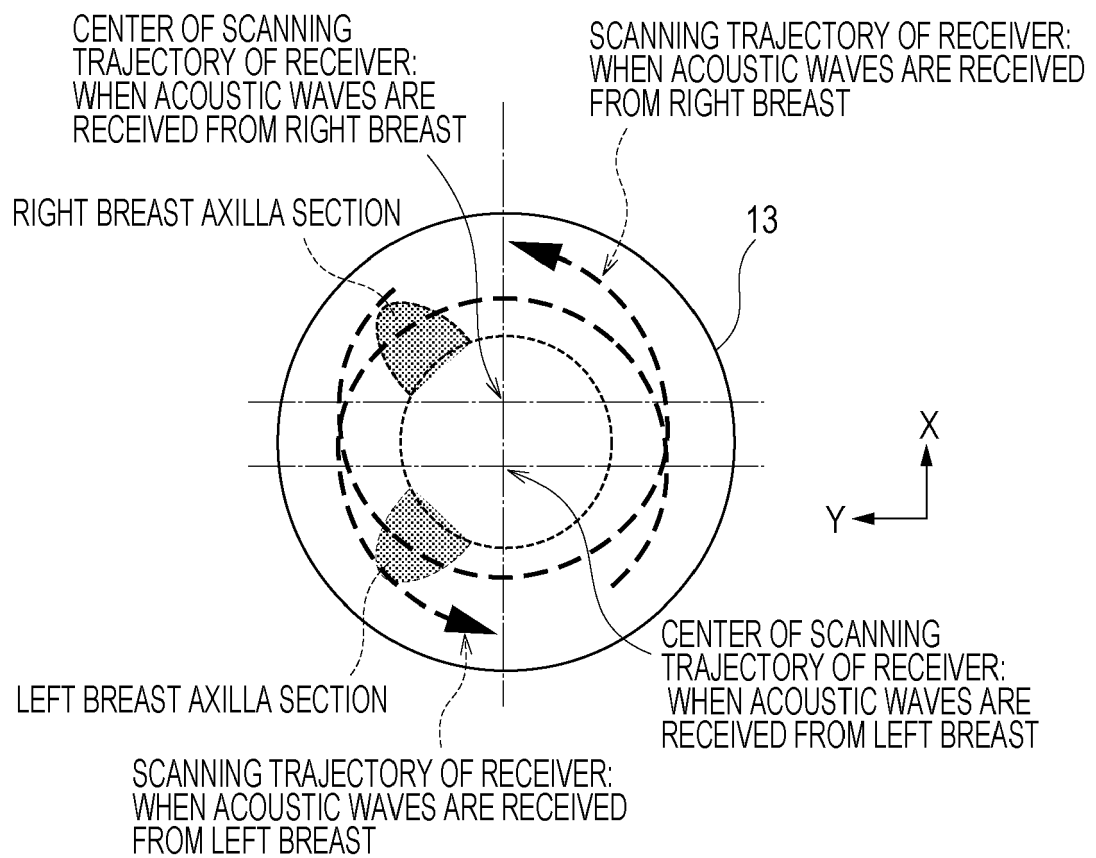 CENTER OF SCANNING
TRAJECTORY OF RECEIVER:
WHEN ACOUSTIC WAVES ARE
RECEIVED FROM RIGHT BREAST
SCANNING TRAJECTORY OF RECEIVER:
WHEN ACOUSTIC WAVES ARE RECEIVED
FROM RIGHT BREAST
RIGHT BREAST AXILLA SECTION
13
X
Y
CENTER OF SCANNING
TRAJECTORY OF RECEIVER:
WHEN ACOUSTIC WAVES ARE
RECEIVED FROM LEFT BREAST
LEFT BREAST AXILLA SECTION
SCANNING TRAJECTORY OF RECEIVER:
WHEN ACOUSTIC WAVES ARE RECEIVED
FROM LEFT BREAST